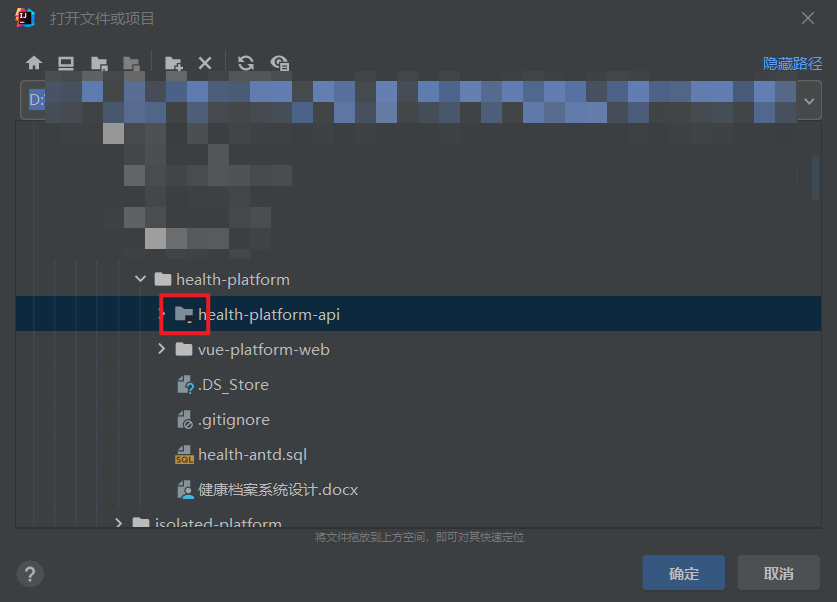 打开文件或项目
隐藏路径
D:
health-platform
health-platform-api
vue-platform-web
.DS_Store
.gitignore
SQL health-antd.sql
健康档案系统设计.docx
isolated-platform
将文件拖放到上方空间，即可对其快速定位
? 确定 取消